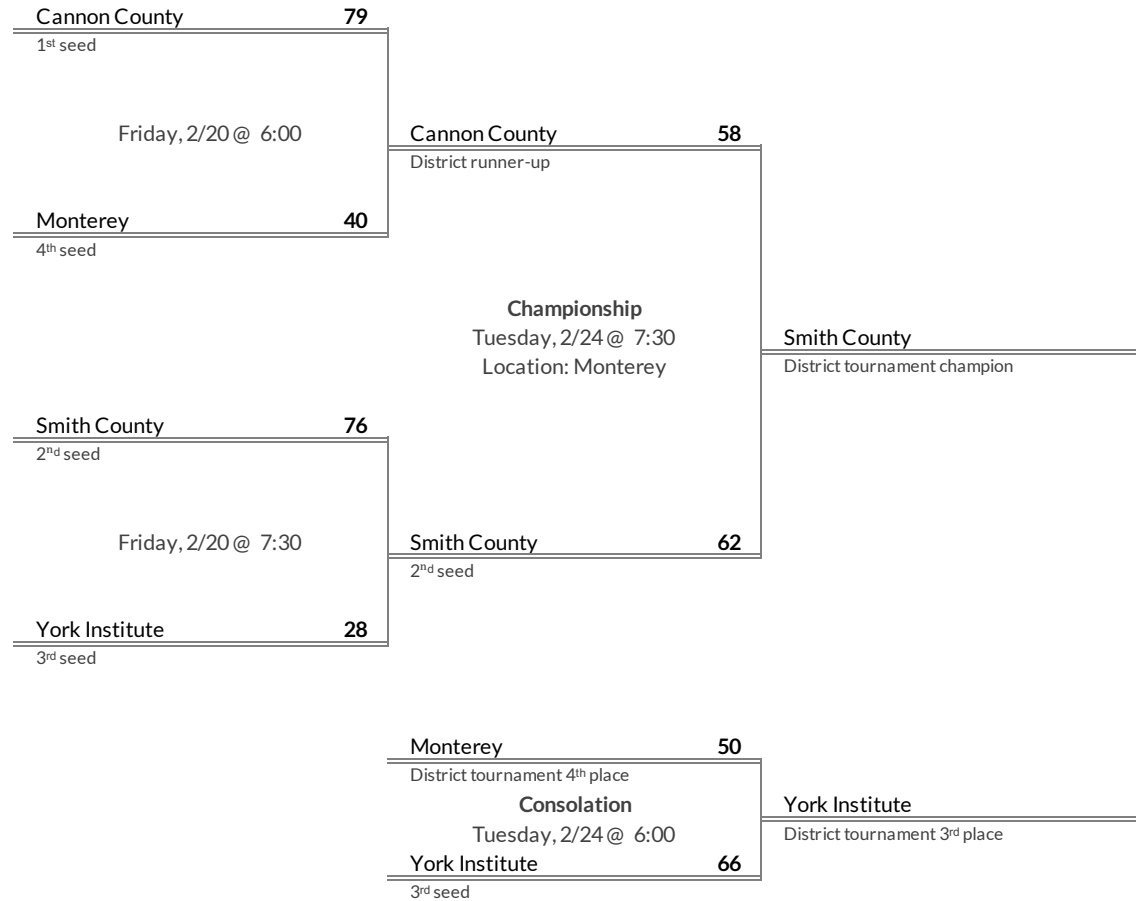 Cannon County 79
1st seed
Friday, 2/20 @ 6:00
Cannon County 58
District runner-up
Monterey 40
4th seed
Championship
Tuesday, 2/24 @ 7:30
Location: Monterey
Smith County
District tournament champion
Smith County 76
2nd seed
Friday, 2/20 @ 7:30
Smith County 62
2nd seed
York Institute 28
3rd seed
Monterey 50
District tournament 4th place
Consolation
Tuesday, 2/24 @ 6:00
York Institute
District tournament 3rd place
York Institute 66
3rd seed